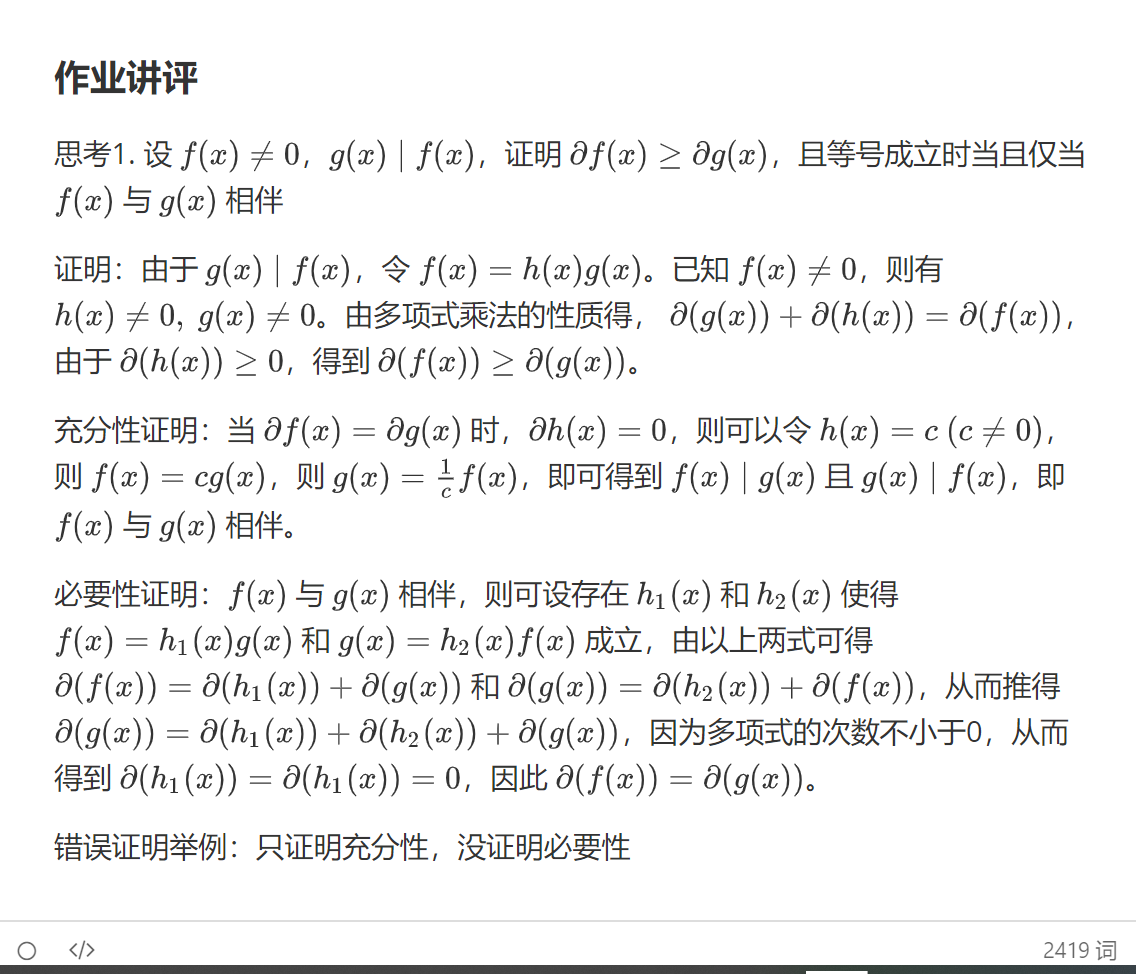 作业讲评
思考1. 设 f(x) ≠ 0，g(x) | f(x)，证明 ∂f(x) ≥ ∂g(x)，且等号成立时当且仅当
f(x) 与 g(x) 相伴
证明：由于 g(x) | f(x)，令 f(x) = h(x)g(x)。已知 f(x) ≠ 0，则有
h(x) ≠ 0, g(x) ≠ 0。由多项式乘法的性质得， ∂(g(x)) + ∂(h(x)) = ∂(f(x))，
由于 ∂(h(x)) ≥ 0，得到 ∂(f(x)) ≥ ∂(g(x))。
充分性证明：当 ∂f(x) = ∂g(x) 时，∂h(x) = 0，则可以令 h(x) = c (c ≠ 0)，
则 f(x) = cg(x)，则 g(x) = 1/c f(x)，即可得到 f(x) | g(x) 且 g(x) | f(x)，即
f(x) 与 g(x) 相伴。
必要性证明：f(x) 与 g(x) 相伴，则可设存在 h₁(x) 和 h₂(x) 使得
f(x) = h₁(x)g(x) 和 g(x) = h₂(x)f(x) 成立，由以上两式可得
∂(f(x)) = ∂(h₁(x)) + ∂(g(x)) 和 ∂(g(x)) = ∂(h₂(x)) + ∂(f(x))，从而推得
∂(g(x)) = ∂(h₁(x)) + ∂(h₂(x)) + ∂(g(x))，因为多项式的次数不小于0，从而
得到 ∂(h₁(x)) = ∂(h₁(x)) = 0，因此 ∂(f(x)) = ∂(g(x))。
错误证明举例：只证明充分性，没证明必要性
</> 2419 词